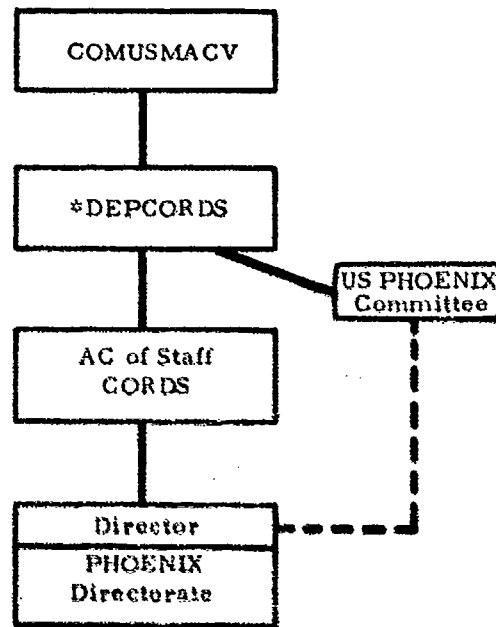 COMUSMACV
*DEPCORDS
US PHOENIX
Committee
AC of Staff
CORDS
Director
PHOENIX
Directorate